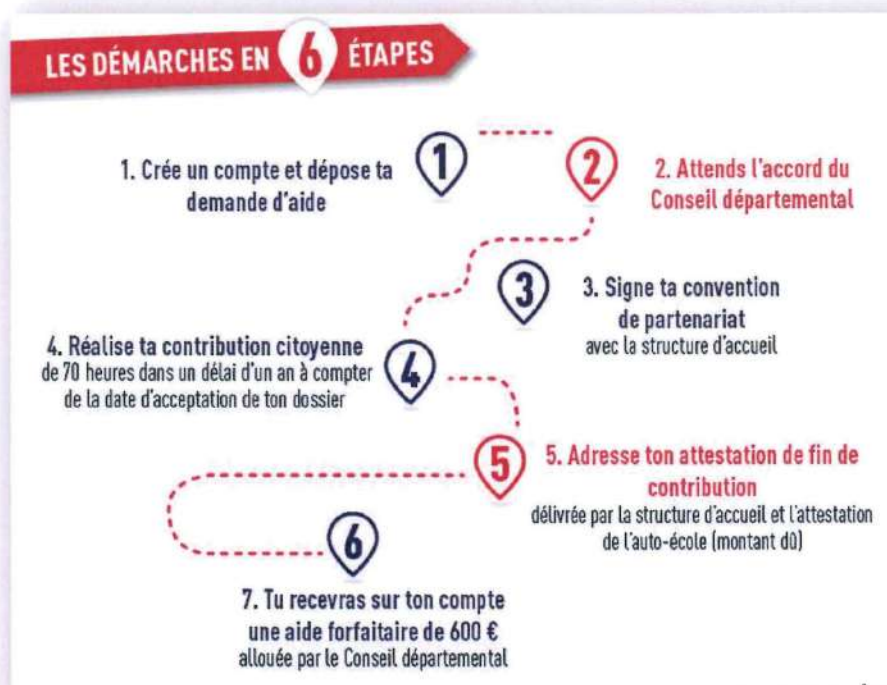 LES DÉMARCHES EN 6 ÉTAPES
1
1. Crée un compte et dépose ta
demande d'aide
2
2. Attends l'accord du
Conseil départemental
3
3. Signe ta convention
de partenariat
avec la structure d'accueil
4. Réalise ta contribution citoyenne
de 70 heures dans un délai d'un an à compter
de la date d'acceptation de ton dossier
4
5
5. Adresse ton attestation de fin de
contribution
délivrée par la structure d'accueil et l'attestation
de l'auto-école (montant dû)
6
7. Tu recevras sur ton compte
une aide forfaitaire de 600 €
allouée par le Conseil départemental